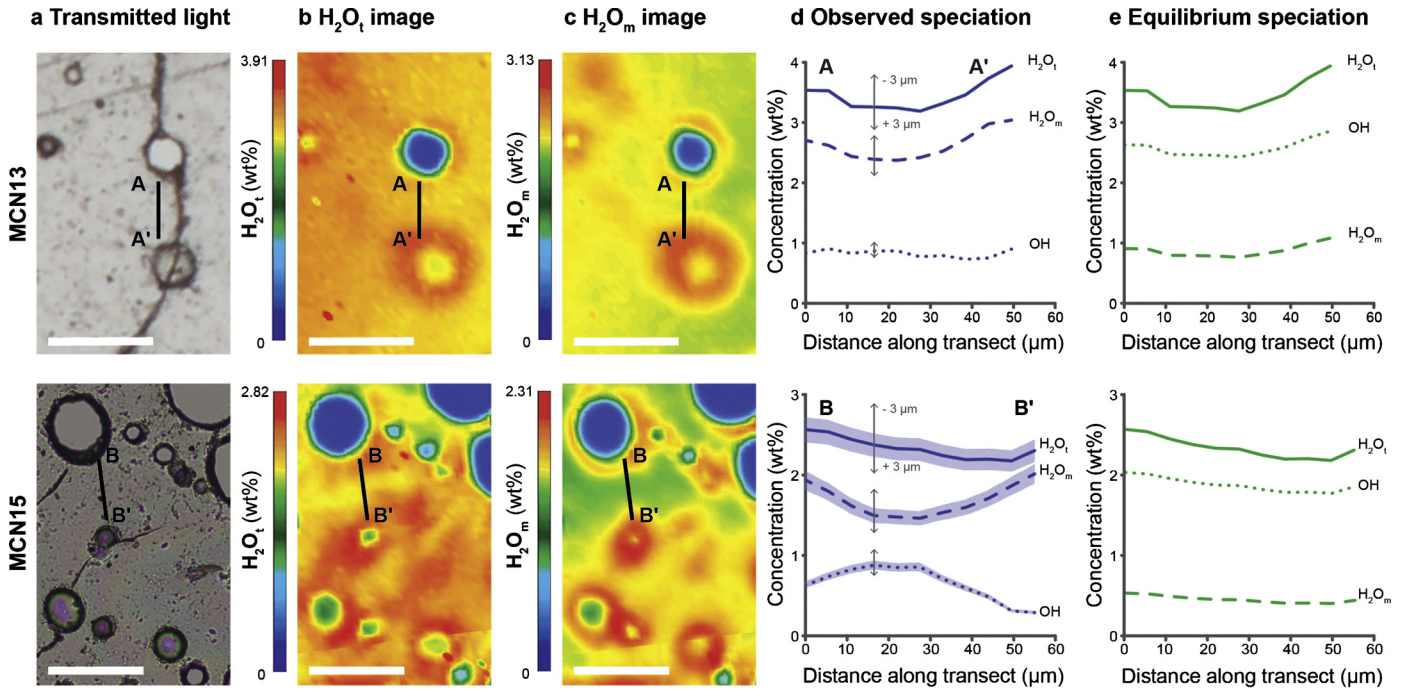 a Transmitted light
b H₂Oₜ image
c H₂Oₘ image
d Observed speciation
e Equilibrium speciation
MCN13
A
A'
3.91
H₂Oₜ (wt%)
0
A
A'
3.13
H₂Oₘ (wt%)
0
A
A'
Concentration (wt%)
4
3
2
1
0
A
A'
- 3 µm
+ 3 µm
H₂Oₜ
H₂Oₘ
OH
0 10 20 30 40 50 60
Distance along transect (µm)
Concentration (wt%)
4
3
2
1
0
H₂Oₜ
OH
H₂Oₘ
0 10 20 30 40 50 60
Distance along transect (µm)
MCN15
B
B'
2.82
H₂Oₜ (wt%)
0
B
B'
2.31
H₂Oₘ (wt%)
0
B
B'
Concentration (wt%)
3
2
1
0
B
B'
- 3 µm
+ 3 µm
H₂Oₜ
H₂Oₘ
OH
0 10 20 30 40 50 60
Distance along transect (µm)
Concentration (wt%)
3
2
1
0
H₂Oₜ
OH
H₂Oₘ
0 10 20 30 40 50 60
Distance along transect (µm)